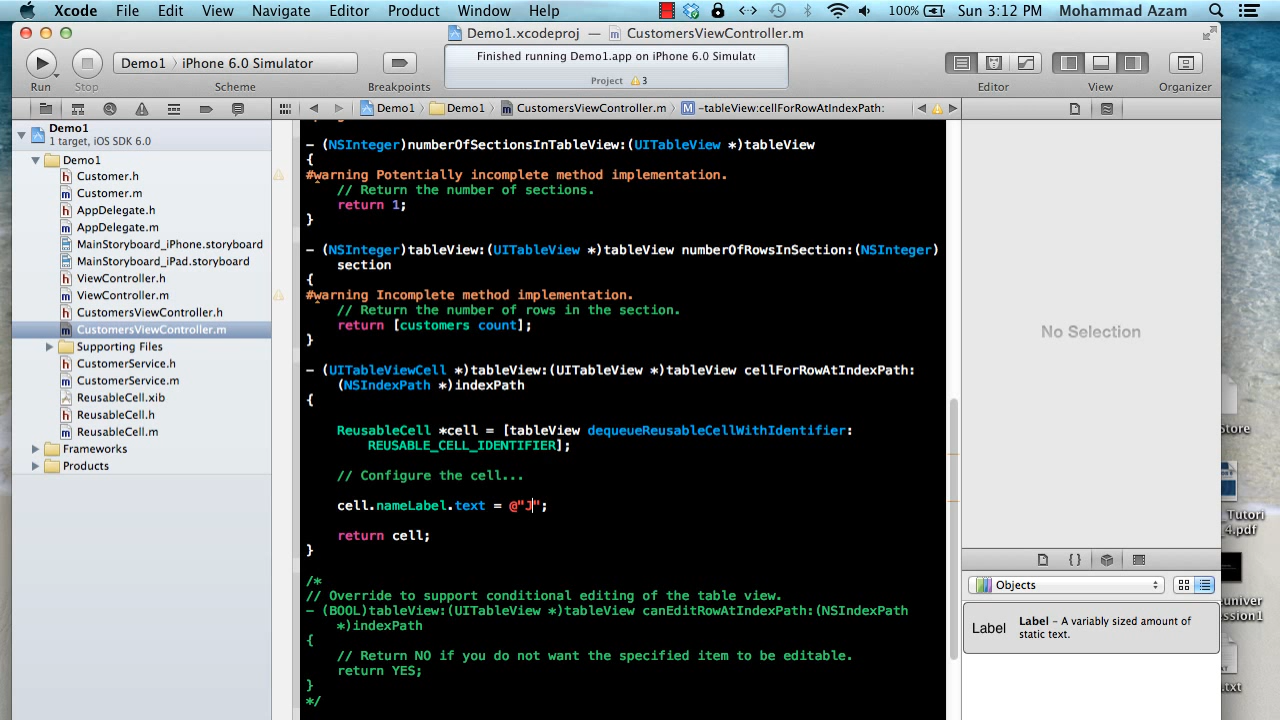 Xcode File Edit View Navigate Editor Product Window Help 100% Sun 3:12 PM Mohammad Azam
Demo1.xcodeproj — CustomersViewController.m
Demo1 iPhone 6.0 Simulator
Finished running Demo1.app on iPhone 6.0 Simulato
Project 3
Run Stop Scheme Breakpoints Editor View Organizer
Demo1 Demo1 CustomersViewController.m M -tableView:cellForRowAtIndexPath:
Demo1
1 target, iOS SDK 6.0
Demo1
h Customer.h
m Customer.m
h AppDelegate.h
m AppDelegate.m
MainStoryboard_iPhone.storyboard
MainStoryboard_iPad.storyboard
h ViewController.h
m ViewController.m
h CustomersViewController.h
m CustomersViewController.m
Supporting Files
h CustomerService.h
m CustomerService.m
ReusableCell.xib
h ReusableCell.h
m ReusableCell.m
Frameworks
Products
- (NSInteger)numberOfSectionsInTableView:(UITableView *)tableView
{
#warning Potentially incomplete method implementation.
// Return the number of sections.
return 1;
}
- (NSInteger)tableView:(UITableView *)tableView numberOfRowsInSection:(NSInteger)
section
{
#warning Incomplete method implementation.
// Return the number of rows in the section.
return [customers count];
}
- (UITableViewCell *)tableView:(UITableView *)tableView cellForRowAtIndexPath:
(NSIndexPath *)indexPath
{
ReusableCell *cell = [tableView dequeueReusableCellWithIdentifier:
REUSABLE_CELL_IDENTIFIER];
// Configure the cell...
cell.nameLabel.text = @"J";
return cell;
}
/*
// Override to support conditional editing of the table view.
- (BOOL)tableView:(UITableView *)tableView canEditRowAtIndexPath:(NSIndexPath
*)indexPath
{
// Return NO if you do not want the specified item to be editable.
return YES;
}
*/
No Selection
{ }
Objects
Label
Label – A variably sized amount of
static text.
Store
_Tutori
_4.pdf
euniver
ession1
.txt